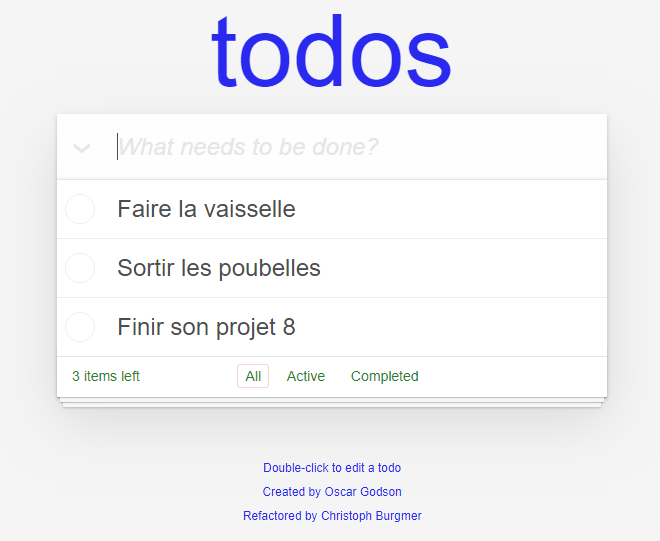 todos
What needs to be done?
Faire la vaisselle
Sortir les poubelles
Finir son projet 8
3 items left All Active Completed
Double-click to edit a todo
Created by Oscar Godson
Refactored by Christoph Burgmer